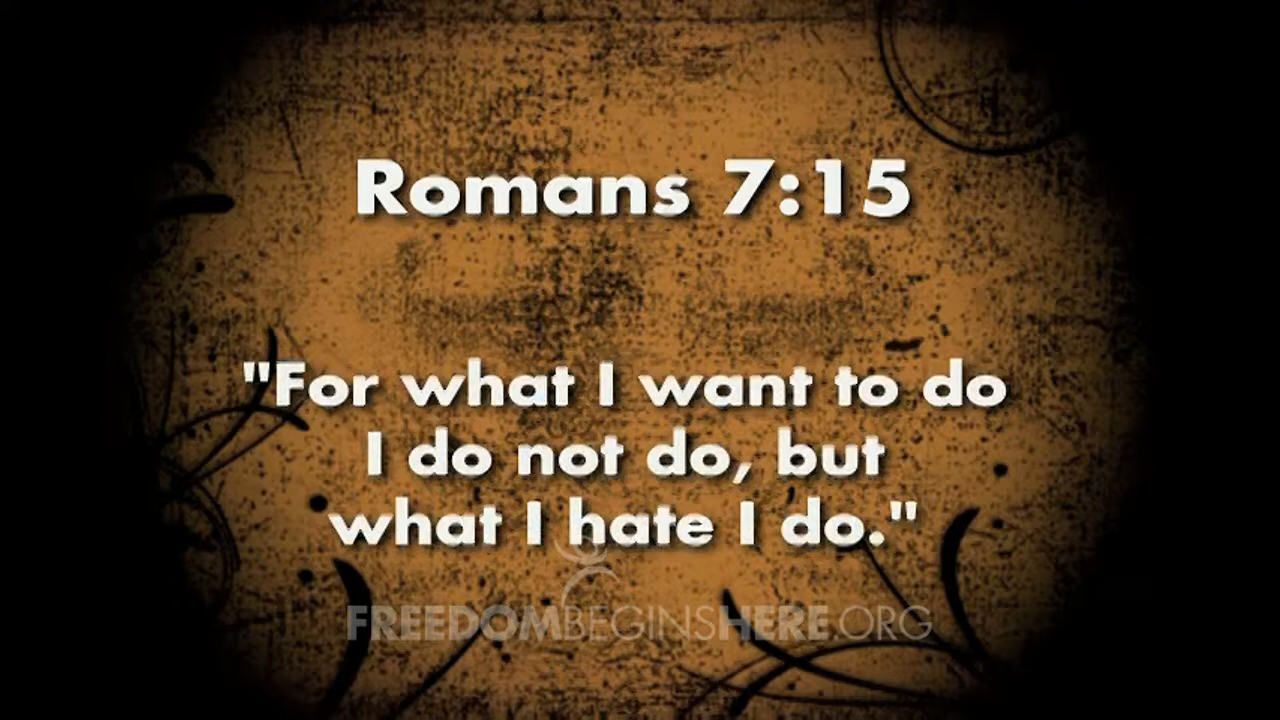 Romans 7:15
"For what I want to do
I do not do, but
what I hate I do."
FREEDOMBEGINSHERE.ORG